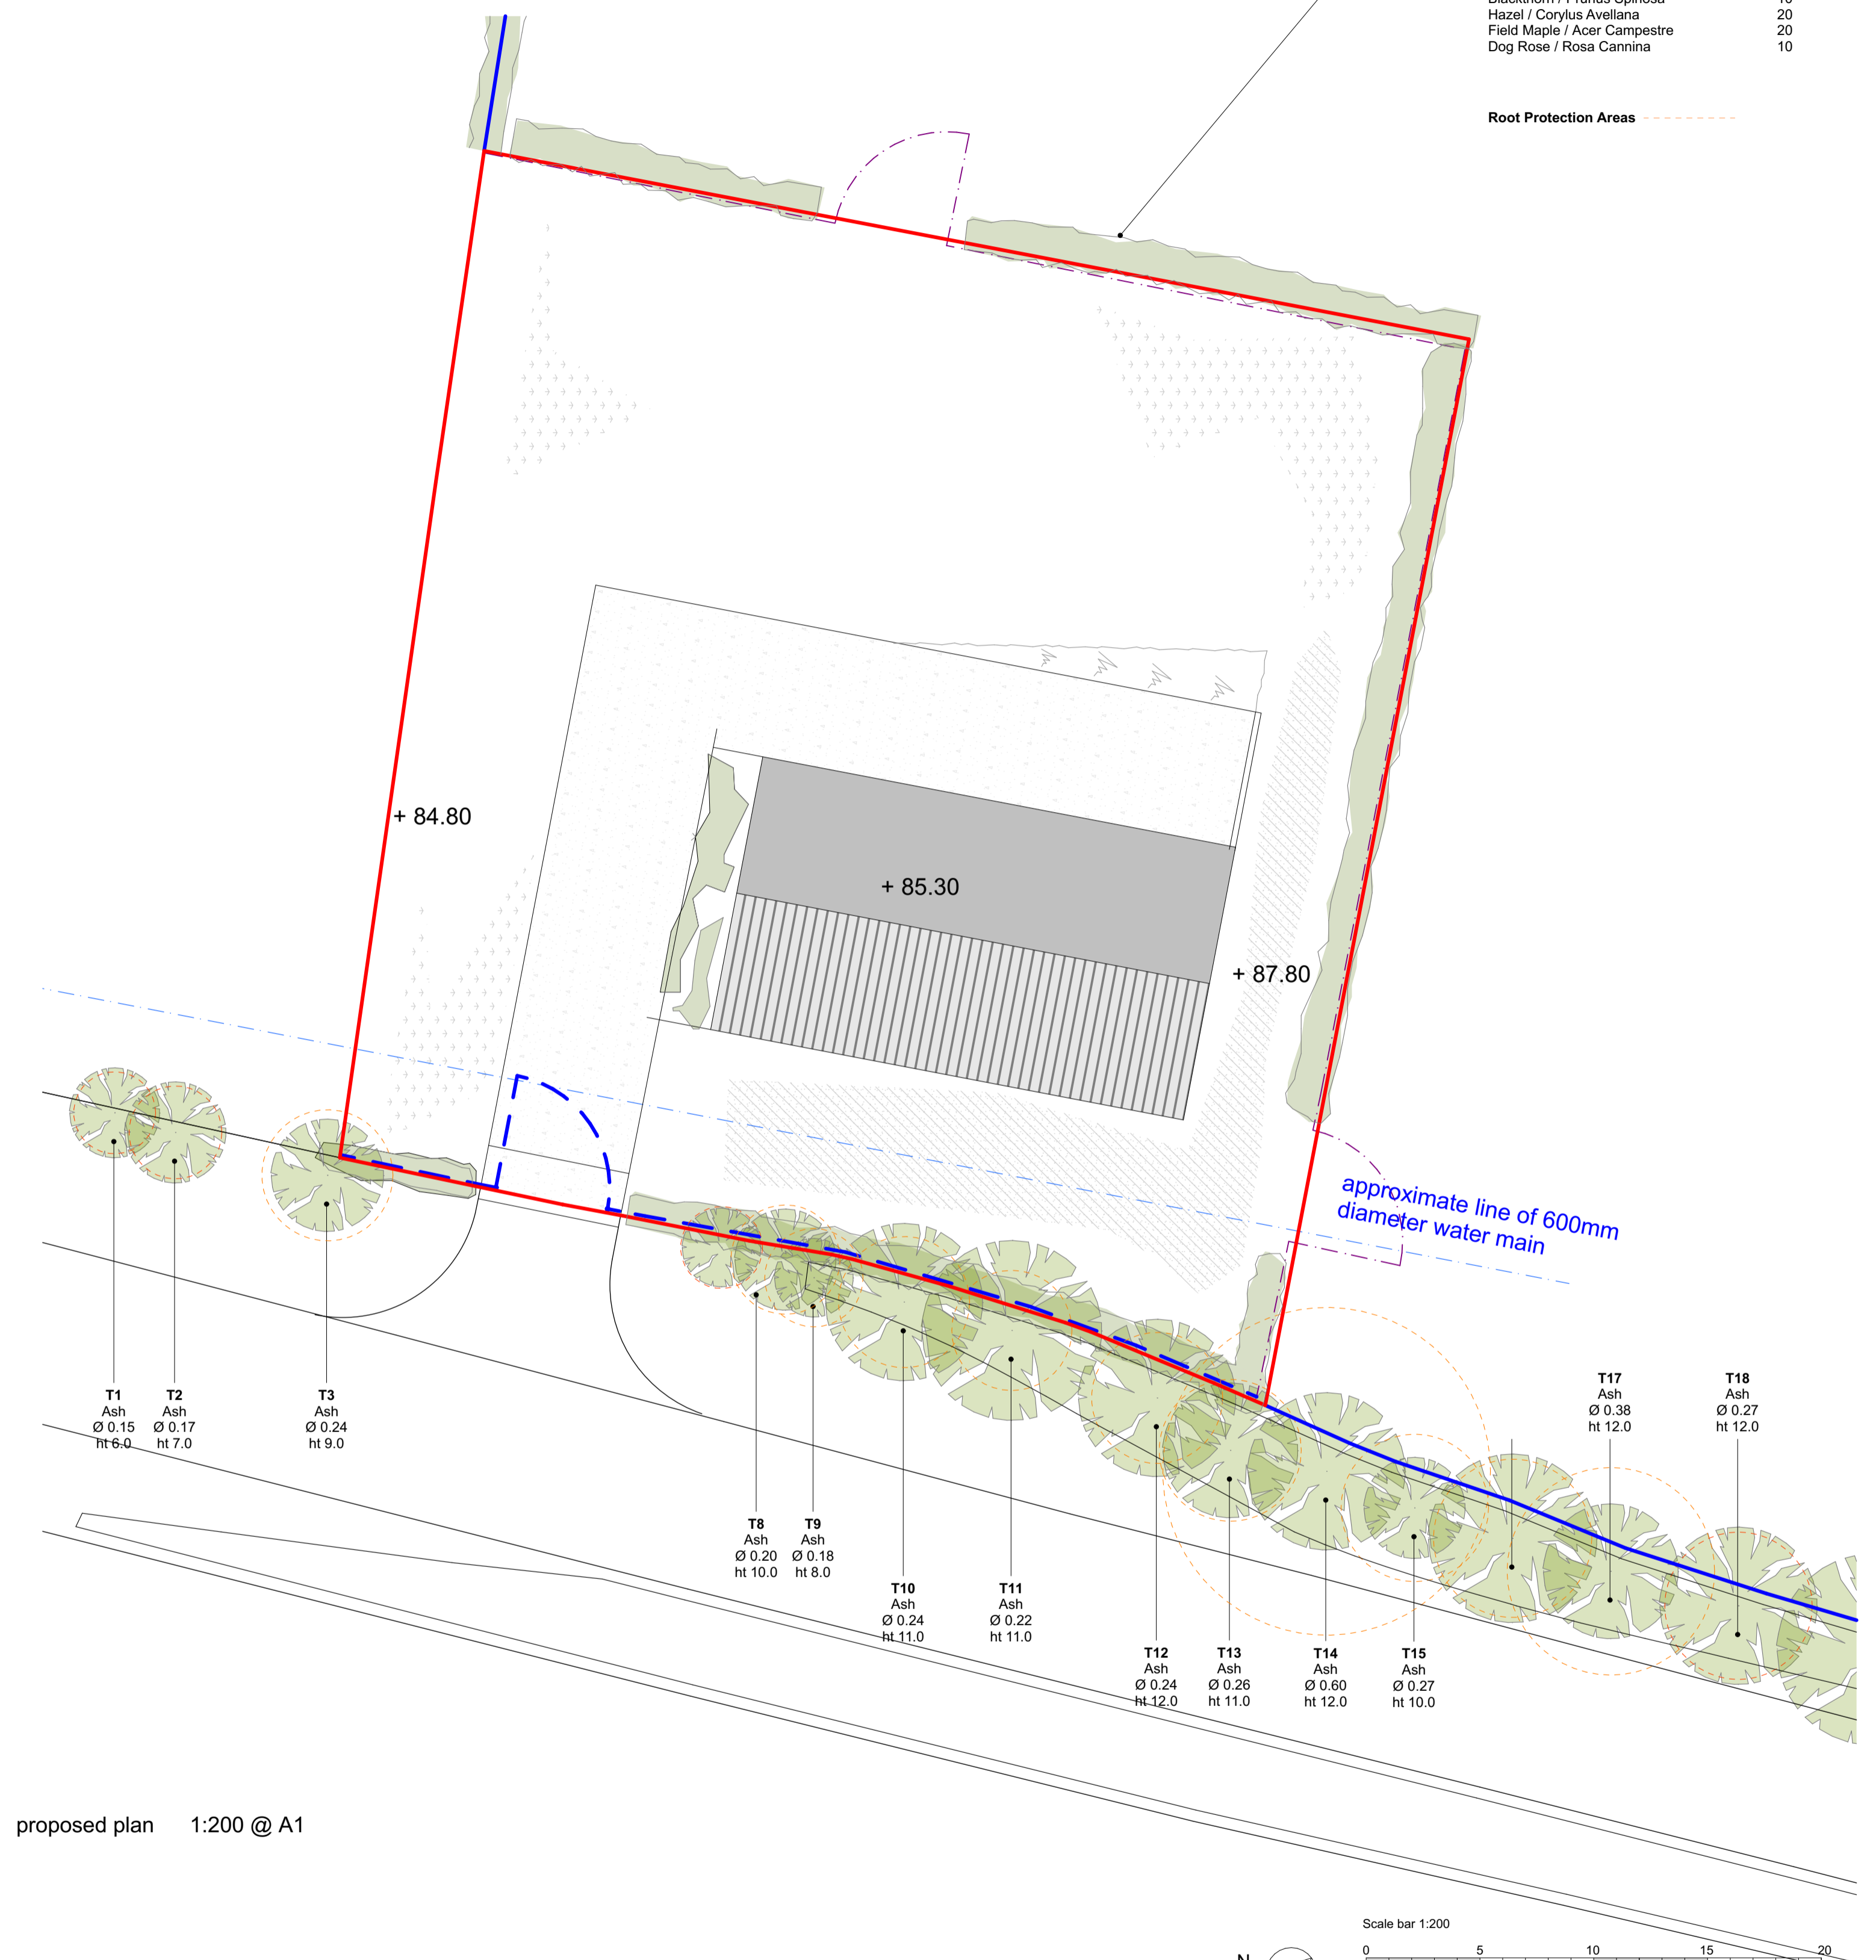 Blackthorn / Prunus Spinosa 10
Hazel / Corylus Avellana 20
Field Maple / Acer Campestre 20
Dog Rose / Rosa Cannina 10
Root Protection Areas
+ 84.80
+ 85.30
+ 87.80
approximate line of 600mm
diameter water main
T1
Ash
Ø 0.15
ht 6.0
T2
Ash
Ø 0.17
ht 7.0
T3
Ash
Ø 0.24
ht 9.0
T8
Ash
Ø 0.20
ht 10.0
T9
Ash
Ø 0.18
ht 8.0
T10
Ash
Ø 0.24
ht 11.0
T11
Ash
Ø 0.22
ht 11.0
T12
Ash
Ø 0.24
ht 12.0
T13
Ash
Ø 0.26
ht 11.0
T14
Ash
Ø 0.60
ht 12.0
T15
Ash
Ø 0.27
ht 10.0
T17
Ash
Ø 0.38
ht 12.0
T18
Ash
Ø 0.27
ht 12.0
proposed plan 1:200 @ A1
Scale bar 1:200
N
0 5 10 15 20